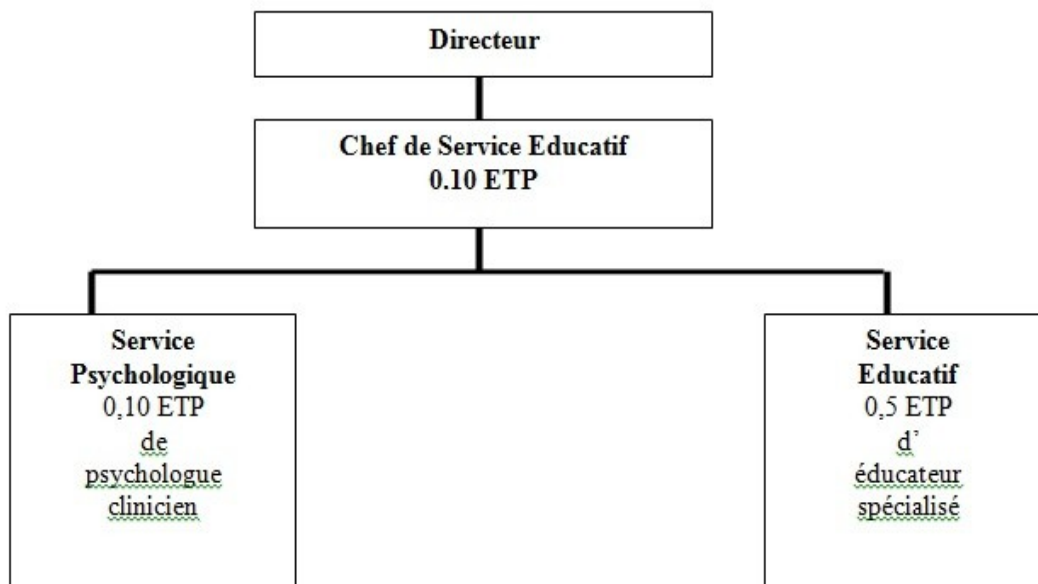 Directeur
Chef de Service Educatif
0.10 ETP
Service
Psychologique
0,10 ETP
de
psychologue
clinicien
Service
Educatif
0,5 ETP
d’
éducateur
spécialisé